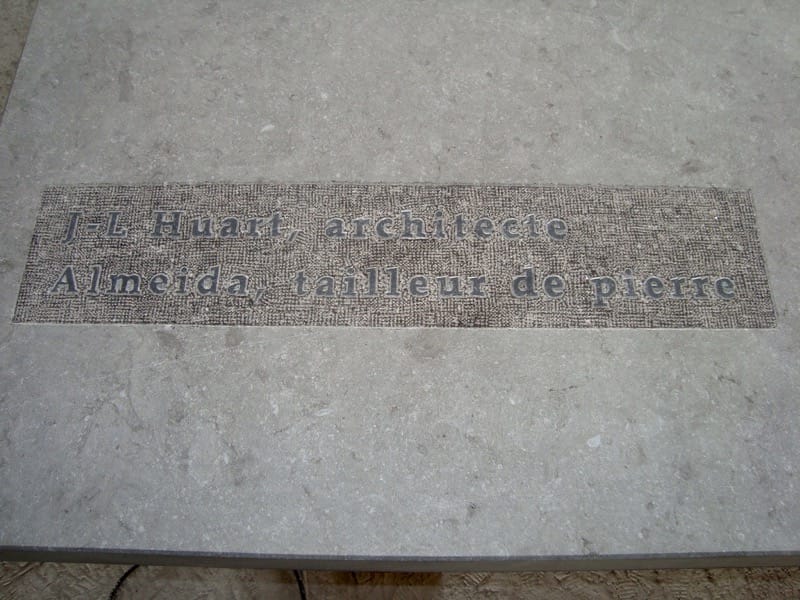 J-L Huart, architecte
Almeida, tailleur de pierre